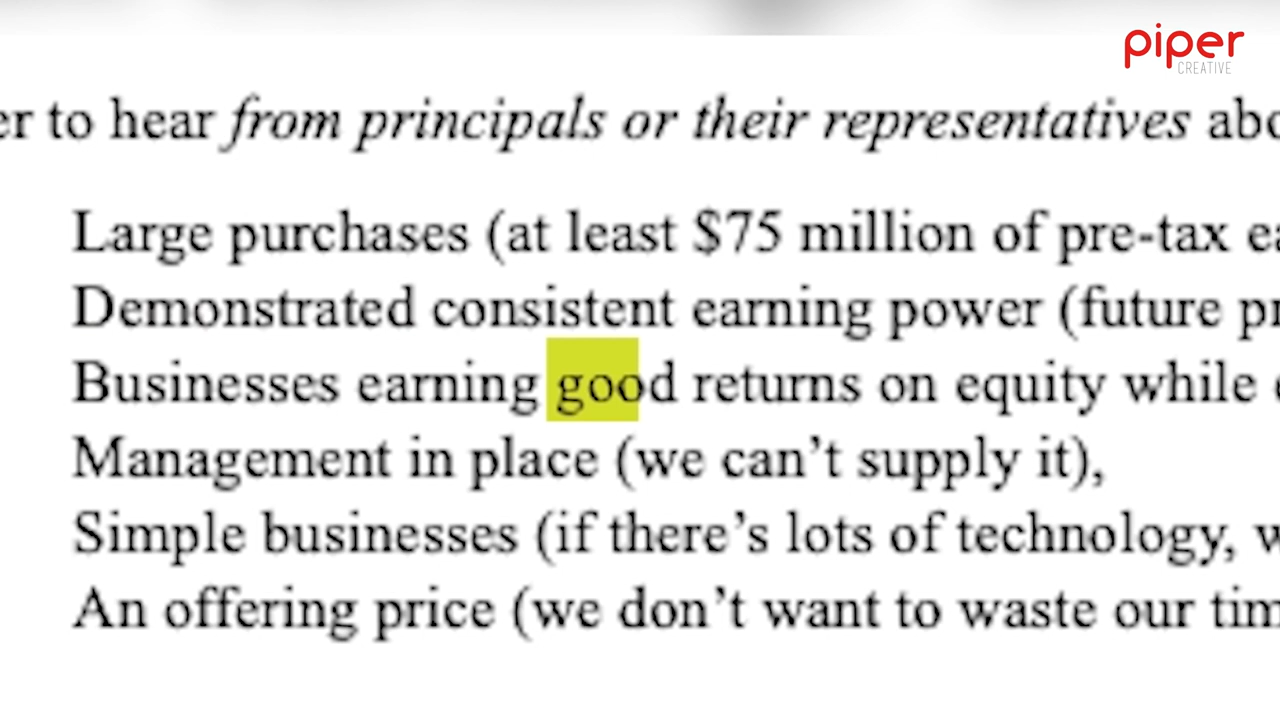 piper
CREATIVE
er to hear from principals or their representatives abo
Large purchases (at least $75 million of pre-tax ea
Demonstrated consistent earning power (future pr
Businesses earning good returns on equity while e
Management in place (we can’t supply it),
Simple businesses (if there’s lots of technology, w
An offering price (we don’t want to waste our tim